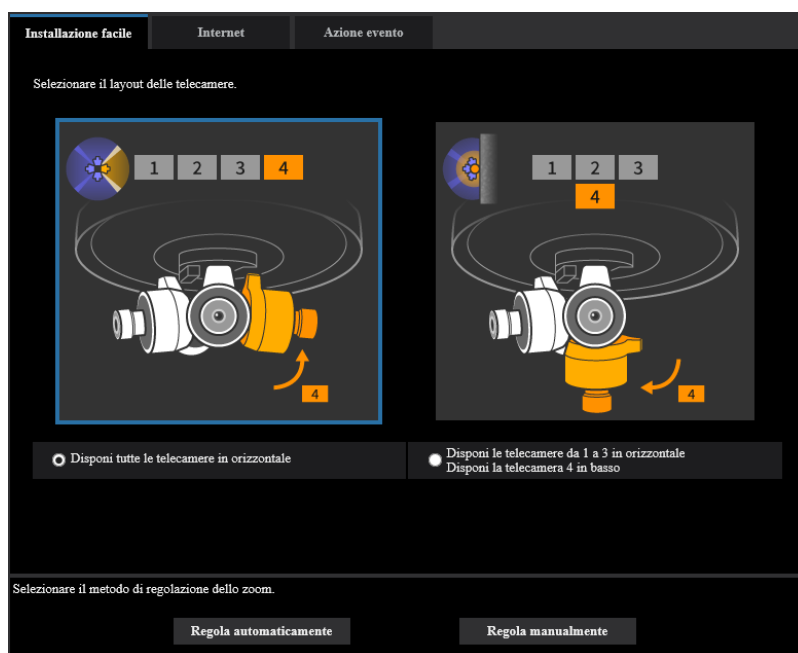 Installazione facile Internet Azione evento
Selezionare il layout delle telecamere.
1 2 3 4
1 2 3
4
4
4
Disponi tutte le telecamere in orizzontale
Disponi le telecamere da 1 a 3 in orizzontale
Disponi la telecamera 4 in basso
Selezionare il metodo di regolazione dello zoom.
Regola automaticamente Regola manualmente